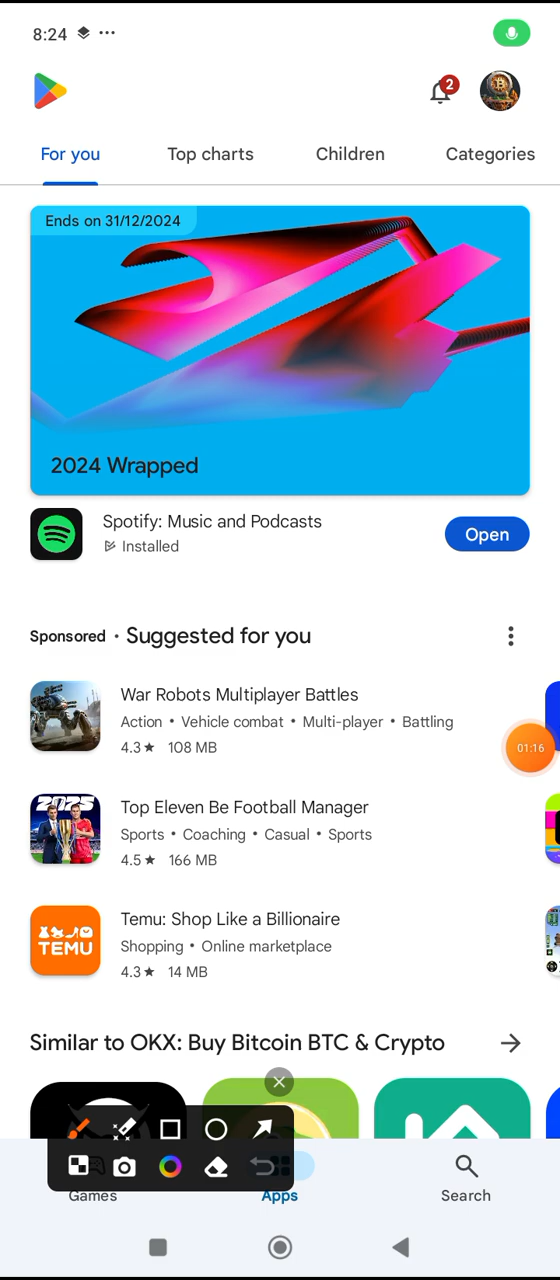 8:24
2
For you
Top charts
Children
Categories
Ends on 31/12/2024
2024 Wrapped
Spotify: Music and Podcasts
Installed
Open
Sponsored • Suggested for you
War Robots Multiplayer Battles
Action • Vehicle combat • Multi-player • Battling
4.3★ 108 MB
01:16
2025
Top Eleven Be Football Manager
Sports • Coaching • Casual • Sports
4.5★ 166 MB
TEMU
Temu: Shop Like a Billionaire
Shopping • Online marketplace
4.3★ 14 MB
Similar to OKX: Buy Bitcoin BTC & Crypto
Games
Apps
Search